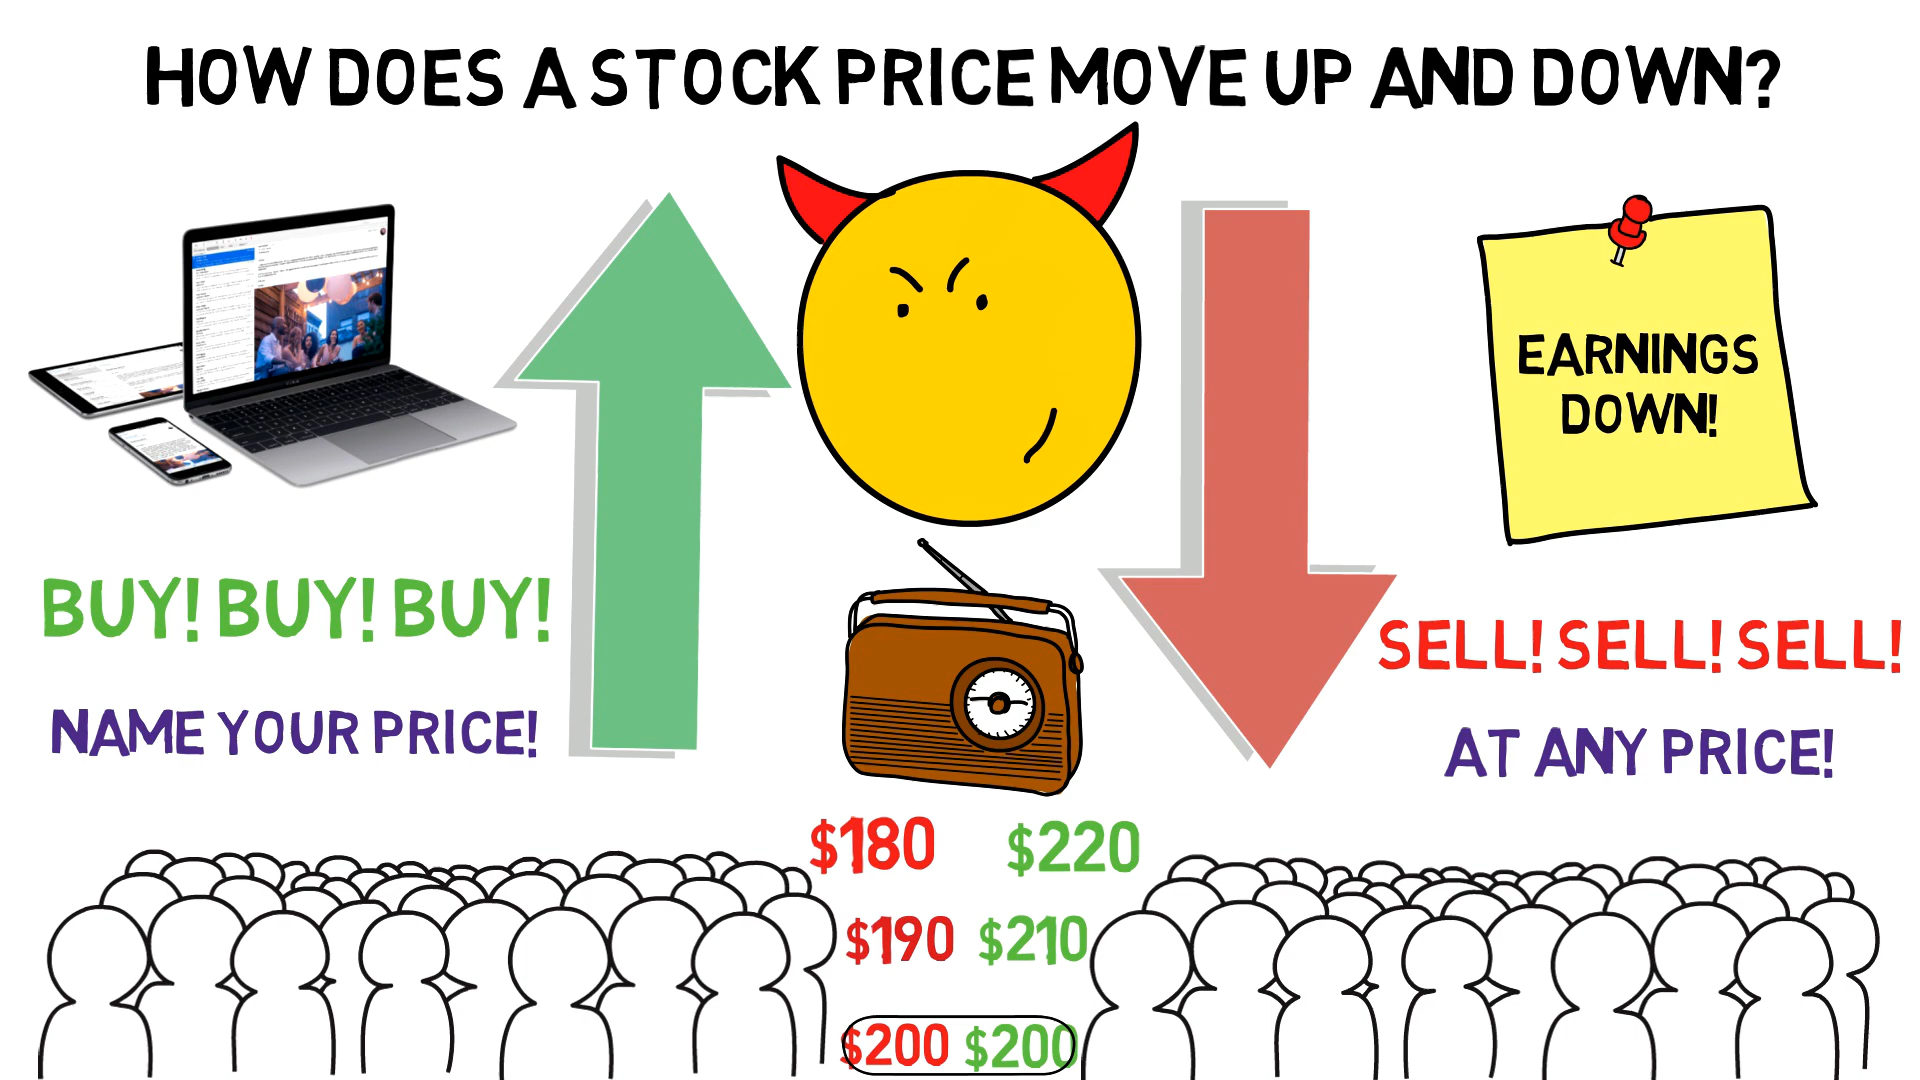 HOW DOES A STOCK PRICE MOVE UP AND DOWN?
EARNINGS
DOWN!
BUY! BUY! BUY!
SELL! SELL! SELL!
NAME YOUR PRICE!
AT ANY PRICE!
$180 $220
$190 $210
$200 $200